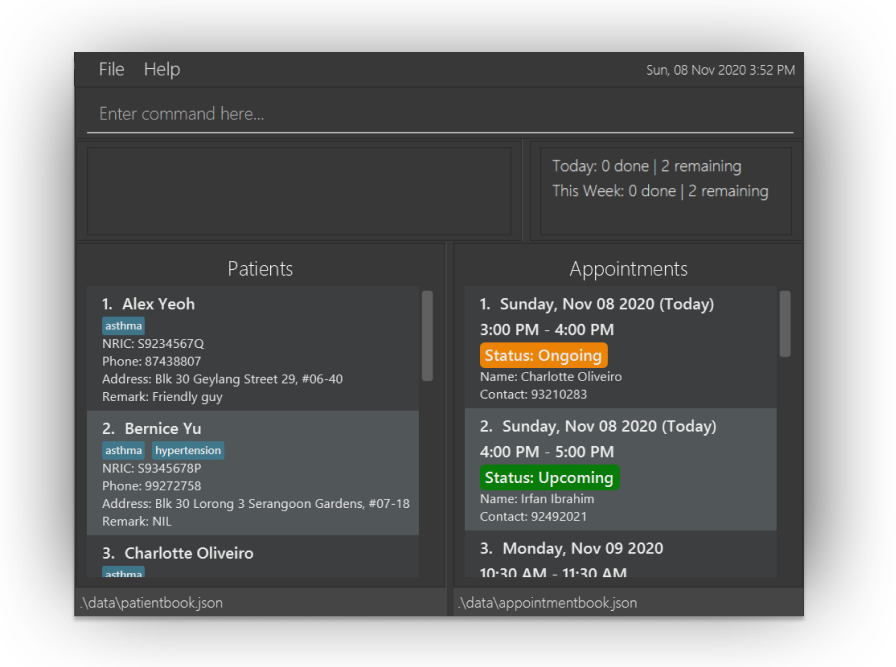 File Help
Sun, 08 Nov 2020 3:52 PM
Enter command here...
Today: 0 done | 2 remaining
This Week: 0 done | 2 remaining
Patients
1. Alex Yeoh
asthma
NRIC: S9234567Q
Phone: 87438807
Address: Blk 30 Geylang Street 29, #06-40
Remark: Friendly guy
2. Bernice Yu
asthma hypertension
NRIC: S9345678P
Phone: 99272758
Address: Blk 30 Lorong 3 Serangoon Gardens, #07-18
Remark: NIL
3. Charlotte Oliveiro
asthma
.\data\patientbook.json
Appointments
1. Sunday, Nov 08 2020 (Today)
3:00 PM - 4:00 PM
Status: Ongoing
Name: Charlotte Oliveiro
Contact: 93210283
2. Sunday, Nov 08 2020 (Today)
4:00 PM - 5:00 PM
Status: Upcoming
Name: Irfan Ibrahim
Contact: 92492021
3. Monday, Nov 09 2020
10:30 AM - 11:30 AM
.\data\appointmentbook.json